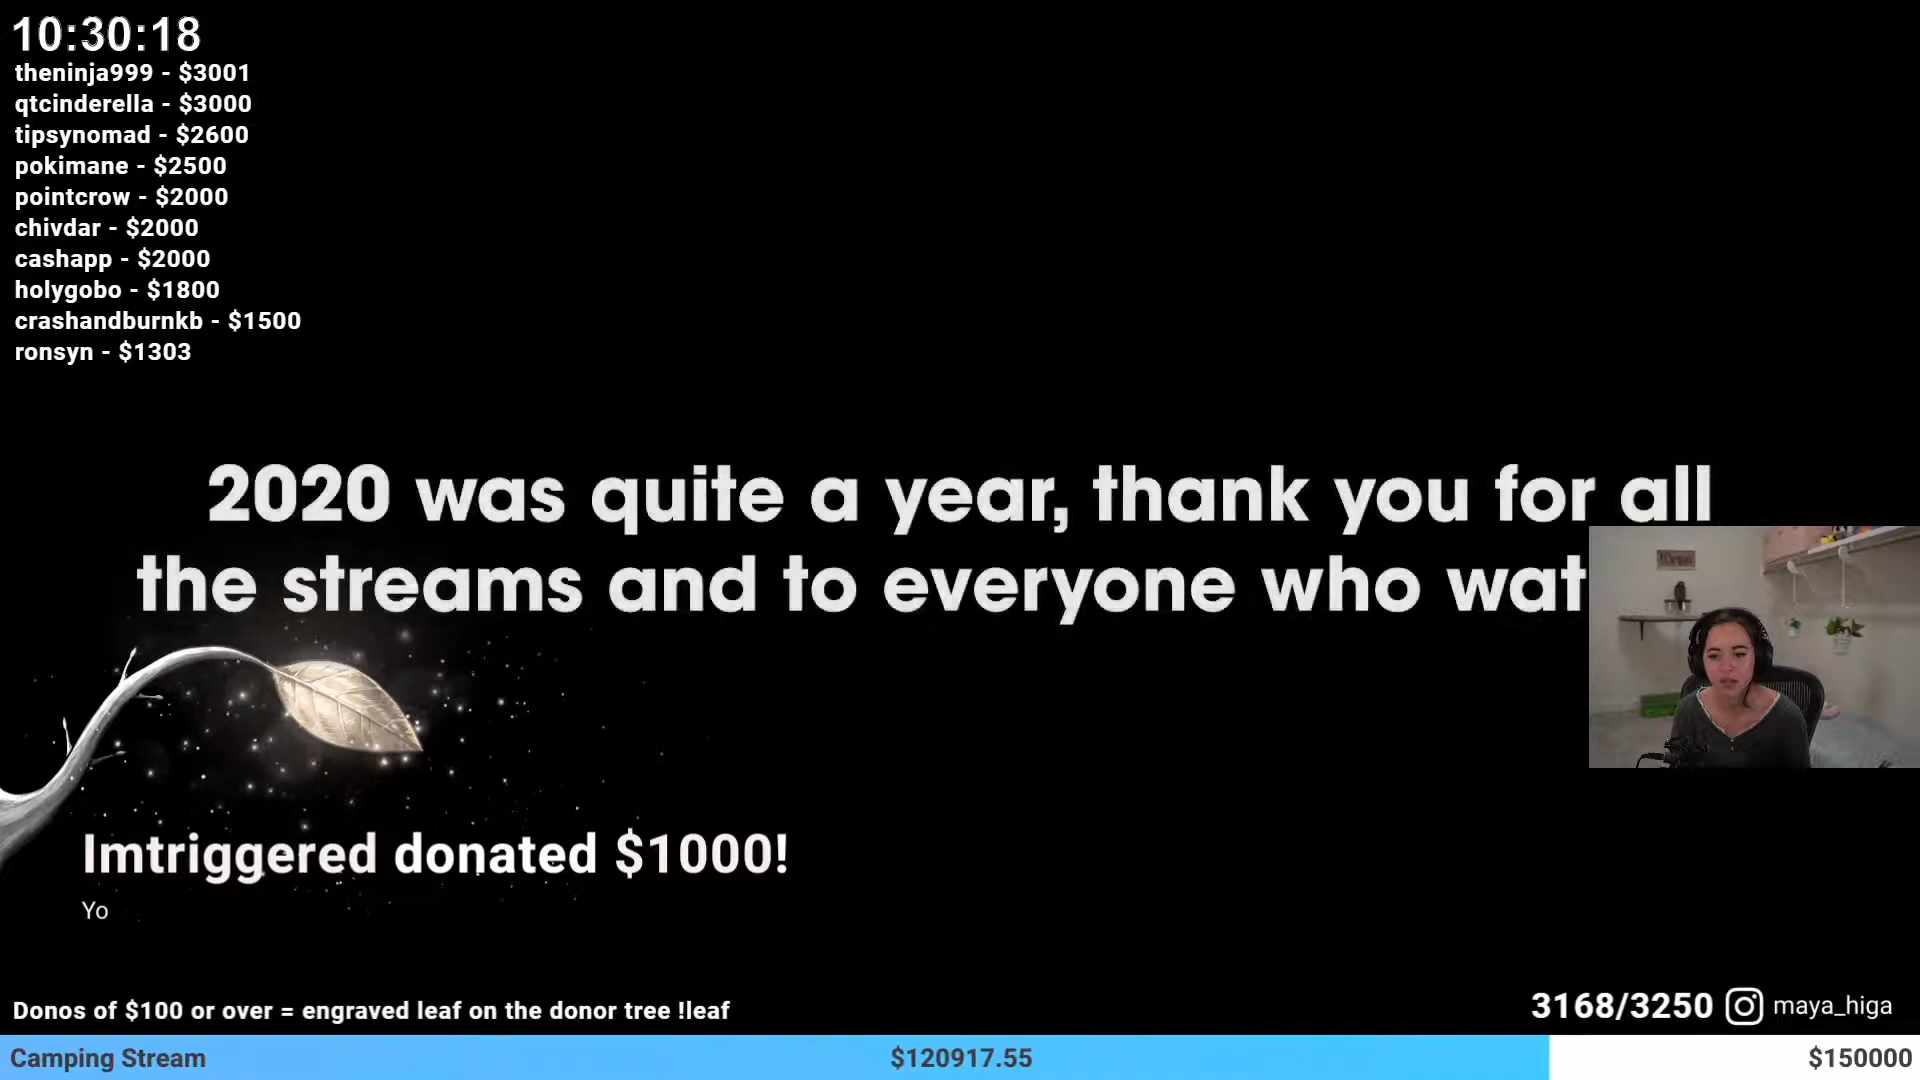 10:30:18
theninja999 - $3001
qtcinderella - $3000
tipsynomad - $2600
pokimane - $2500
pointcrow - $2000
chivdar - $2000
cashapp - $2000
holygobo - $1800
crashandburnkb - $1500
ronsyn - $1303
2020 was quite a year, thank you for all
the streams and to everyone who wat
Imtriggered donated $1000!
Yo
Donos of $100 or over = engraved leaf on the donor tree !leaf
3168/3250 maya_higa
Camping Stream $120917.55 $150000